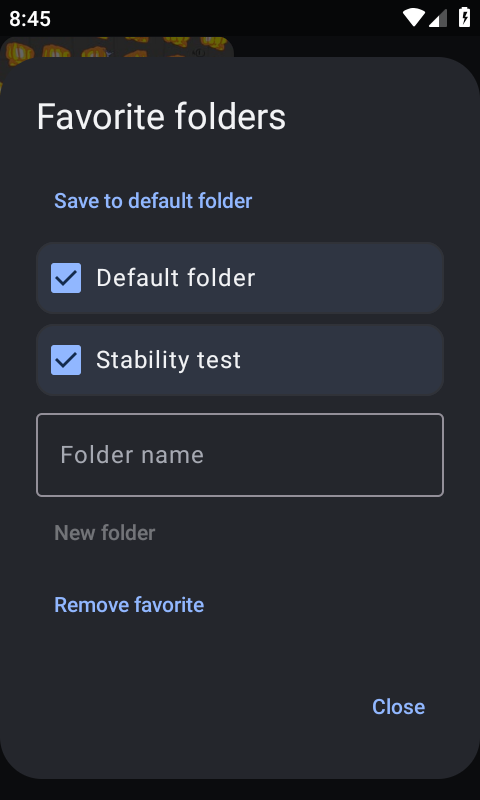 8:45
Favorite folders
Save to default folder
Default folder
Stability test
Folder name
New folder
Remove favorite
Close